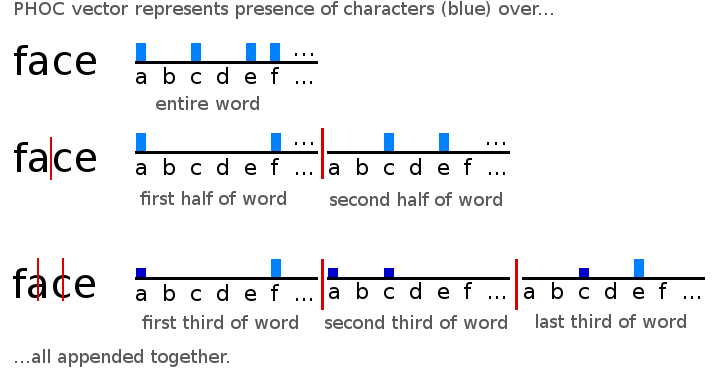 PHOC vector represents presence of characters (blue) over...
face
...
a b c d e f ...
entire word
face
... ...
a b c d e f ... a b c d e f ...
first half of word second half of word
face
a b c d e f ... a b c d e f ... a b c d e f ...
first third of word second third of word last third of word
...all appended together.